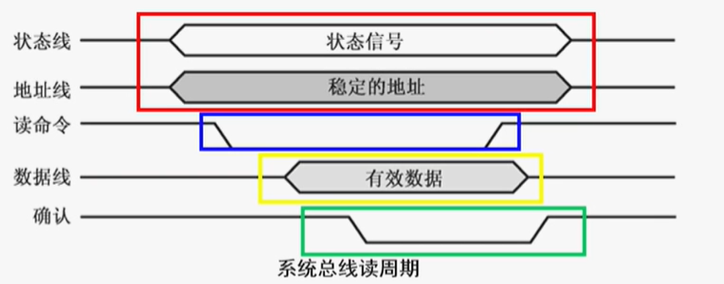 状态线 状态信号
地址线 稳定的地址
读命令
数据线 有效数据
确认
系统总线读周期